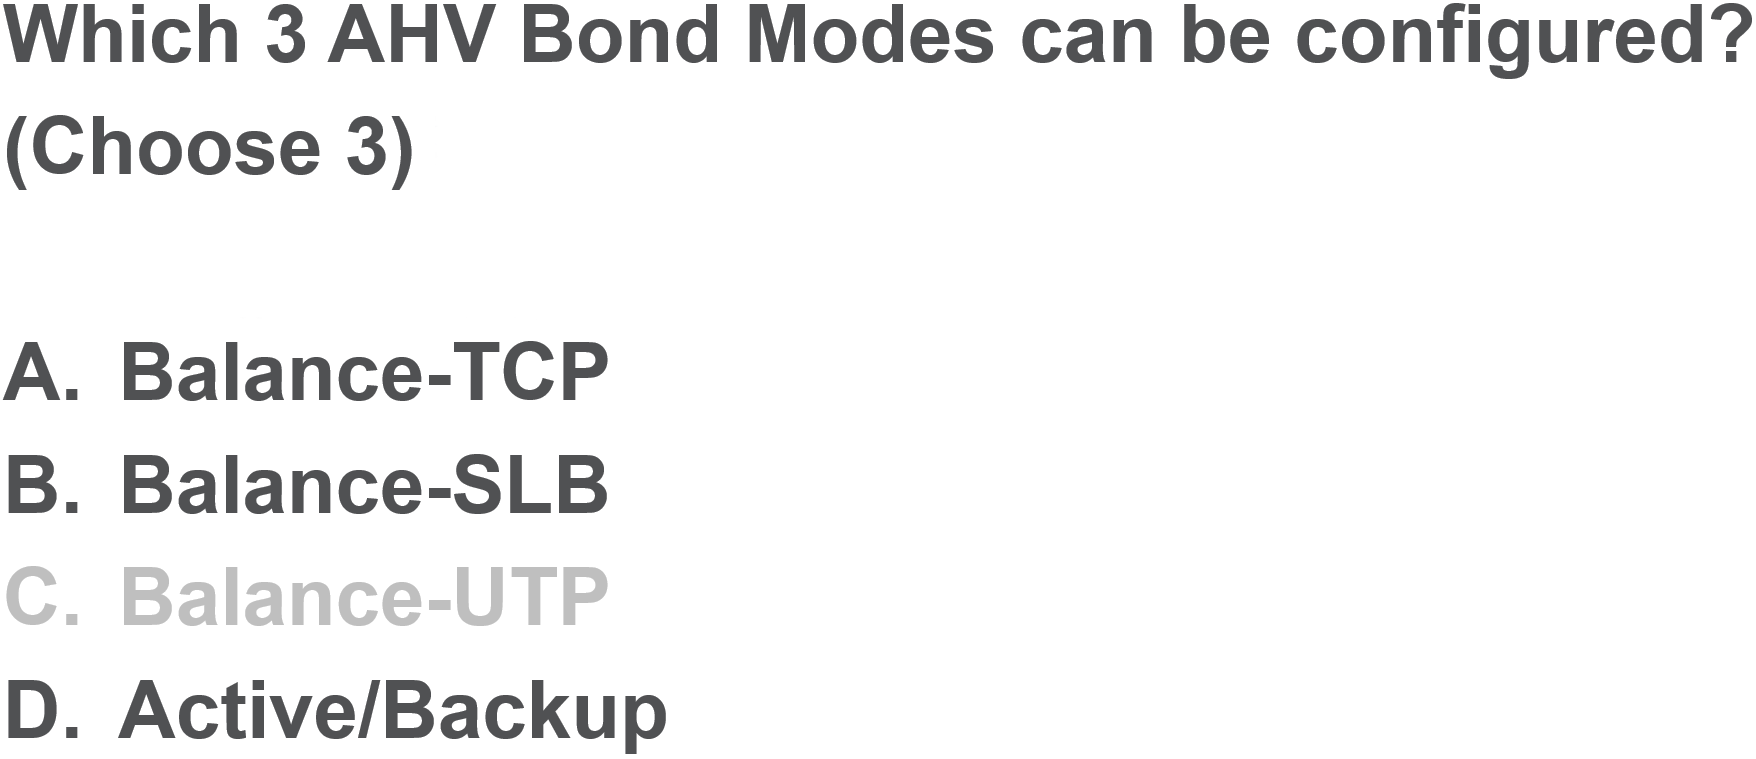 Which 3 AHV Bond Modes can be configured?
(Choose 3)
A. Balance-TCP
B. Balance-SLB
C. Balance-UTP
D. Active/Backup